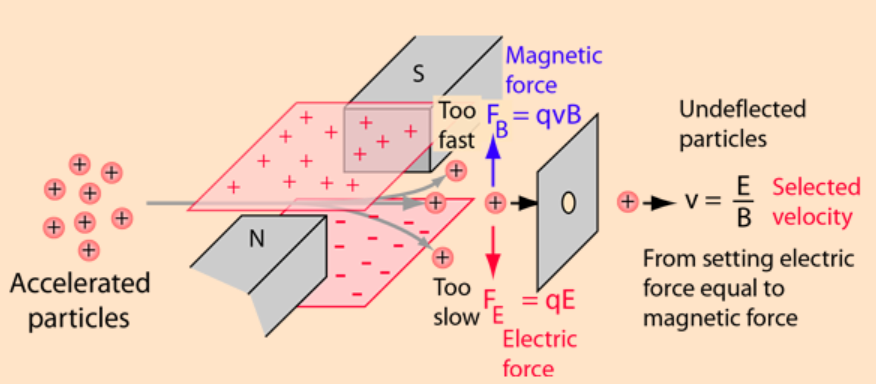 S
Magnetic
force
Too
fast
F_B = qvB
Undeflected
particles
N
v = E/B
Selected
velocity
Accelerated
particles
Too
slow
F_E = qE
Electric
force
From setting electric
force equal to
magnetic force